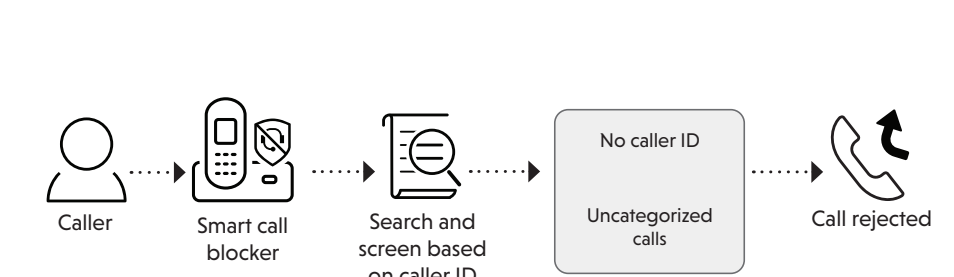 Caller
Smart call
blocker
Search and
screen based
on caller ID
No caller ID
Uncategorized
calls
Call rejected